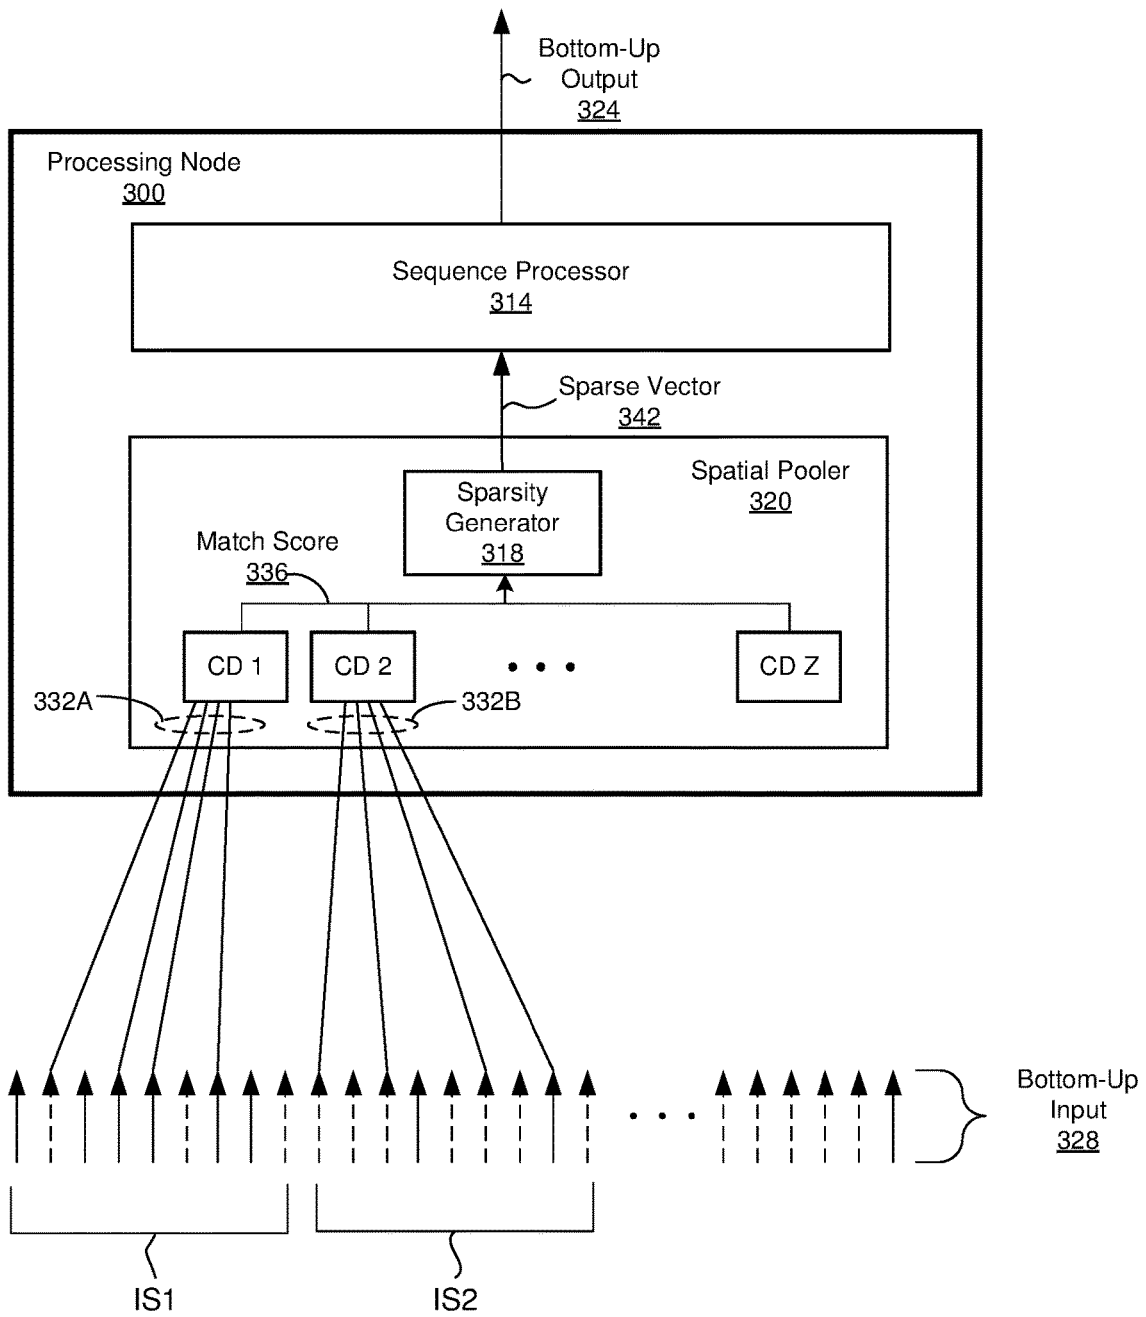 Bottom-Up
Output
324
Processing Node
300
Sequence Processor
314
Sparse Vector
342
Spatial Pooler
320
Sparsity
Generator
318
Match Score
336
CD 1
CD 2
CD Z
332A
332B
Bottom-Up
Input
328
IS1
IS2